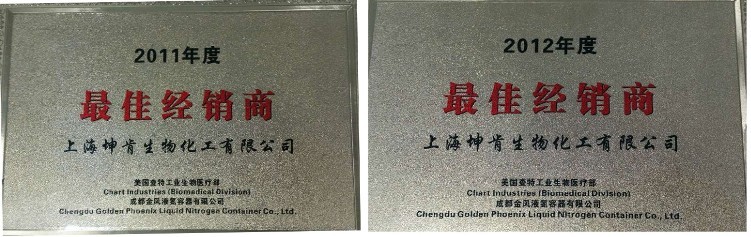 2011年度
最佳经销商
上海坤肯生物化工有限公司
美国查特工业生物医疗部
Chart Industries (Biomedical Division)
成都金凤液氮容器有限公司
Chengdu Golden Phoenix Liquid Nitrogen Container Co., Ltd.
2012年度
最佳经销商
上海坤肯生物化工有限公司
美国查特工业生物医疗部
Chart Industries (Biomedical Division)
成都金凤液氮容器有限公司
Chengdu Golden Phoenix Liquid Nitrogen Container Co., Ltd.